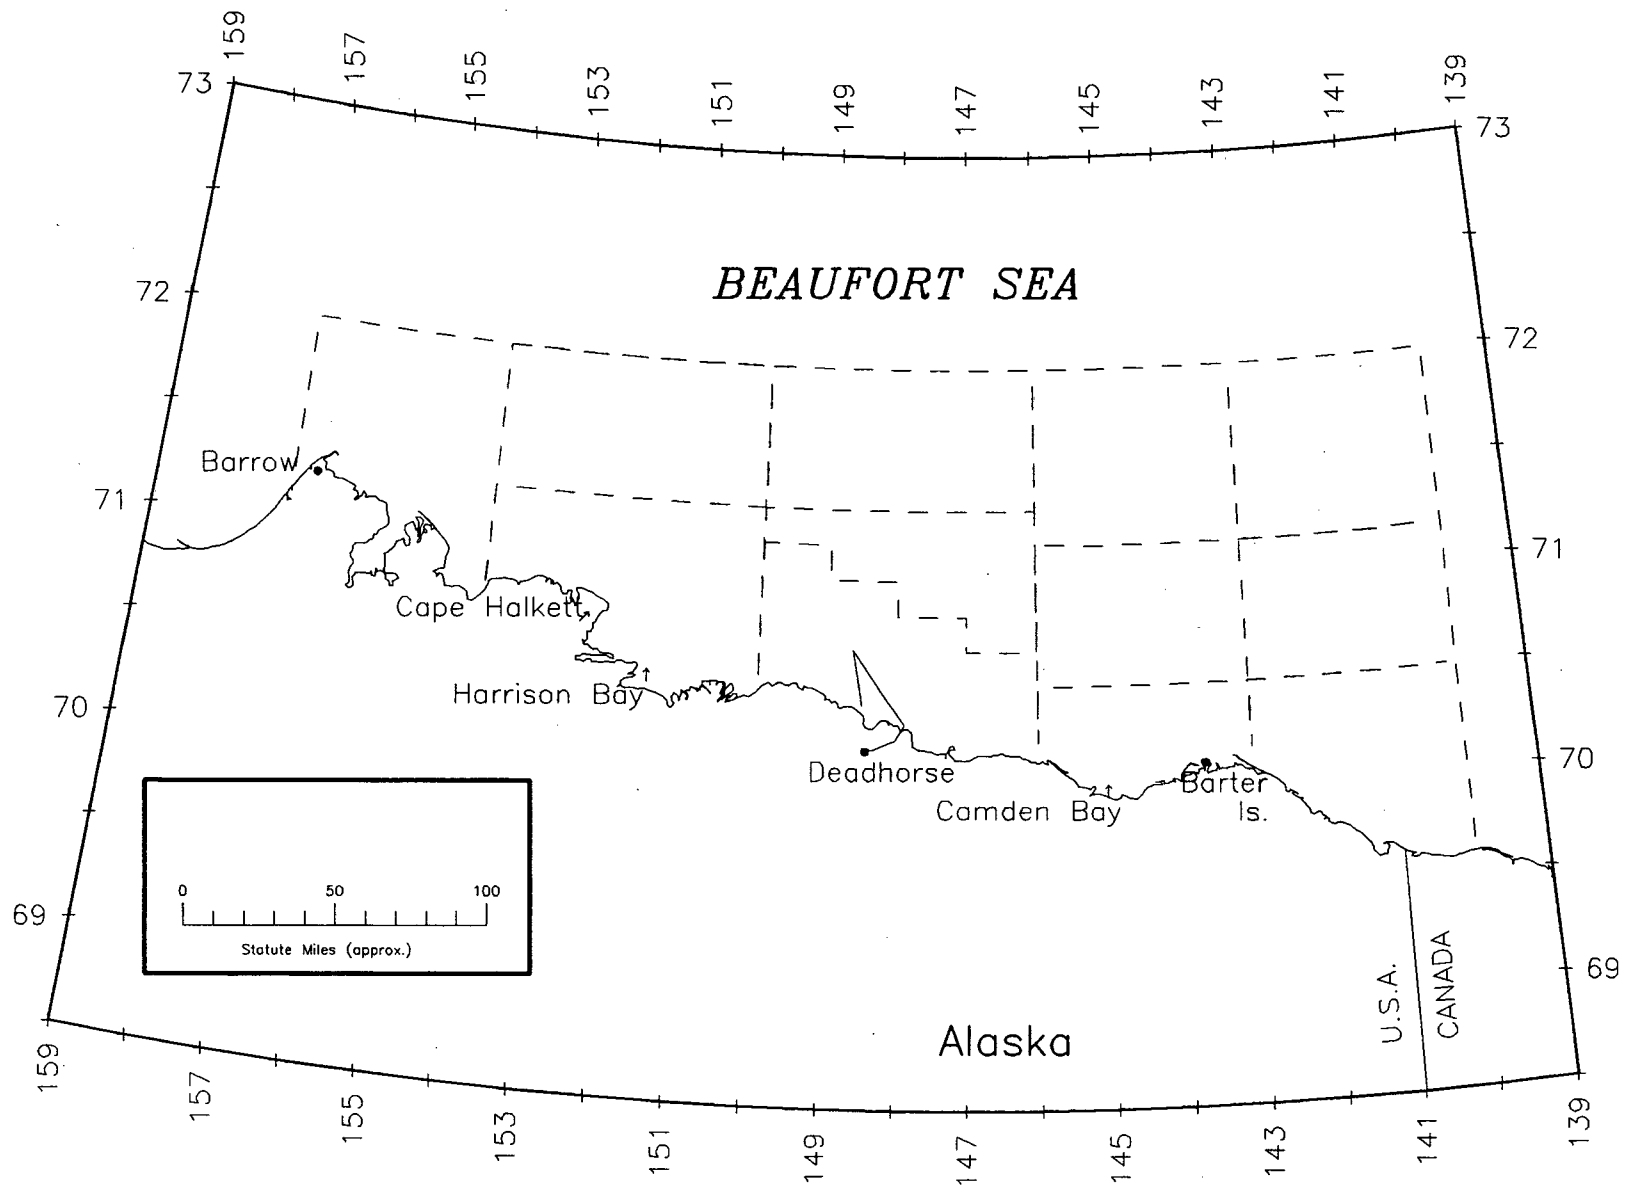 159
157
155
153
151
149
147
145
143
141
139
73
73
BEAUFORT SEA
72
72
Barrow
71
71
Cape Halkett
Harrison Bay
70
70
Deadhorse
Barter
Is.
Camden Bay
0 50 100
Statute Miles (approx.)
69
69
U.S.A.
CANADA
Alaska
159
157
155
153
151
149
147
145
143
141
139